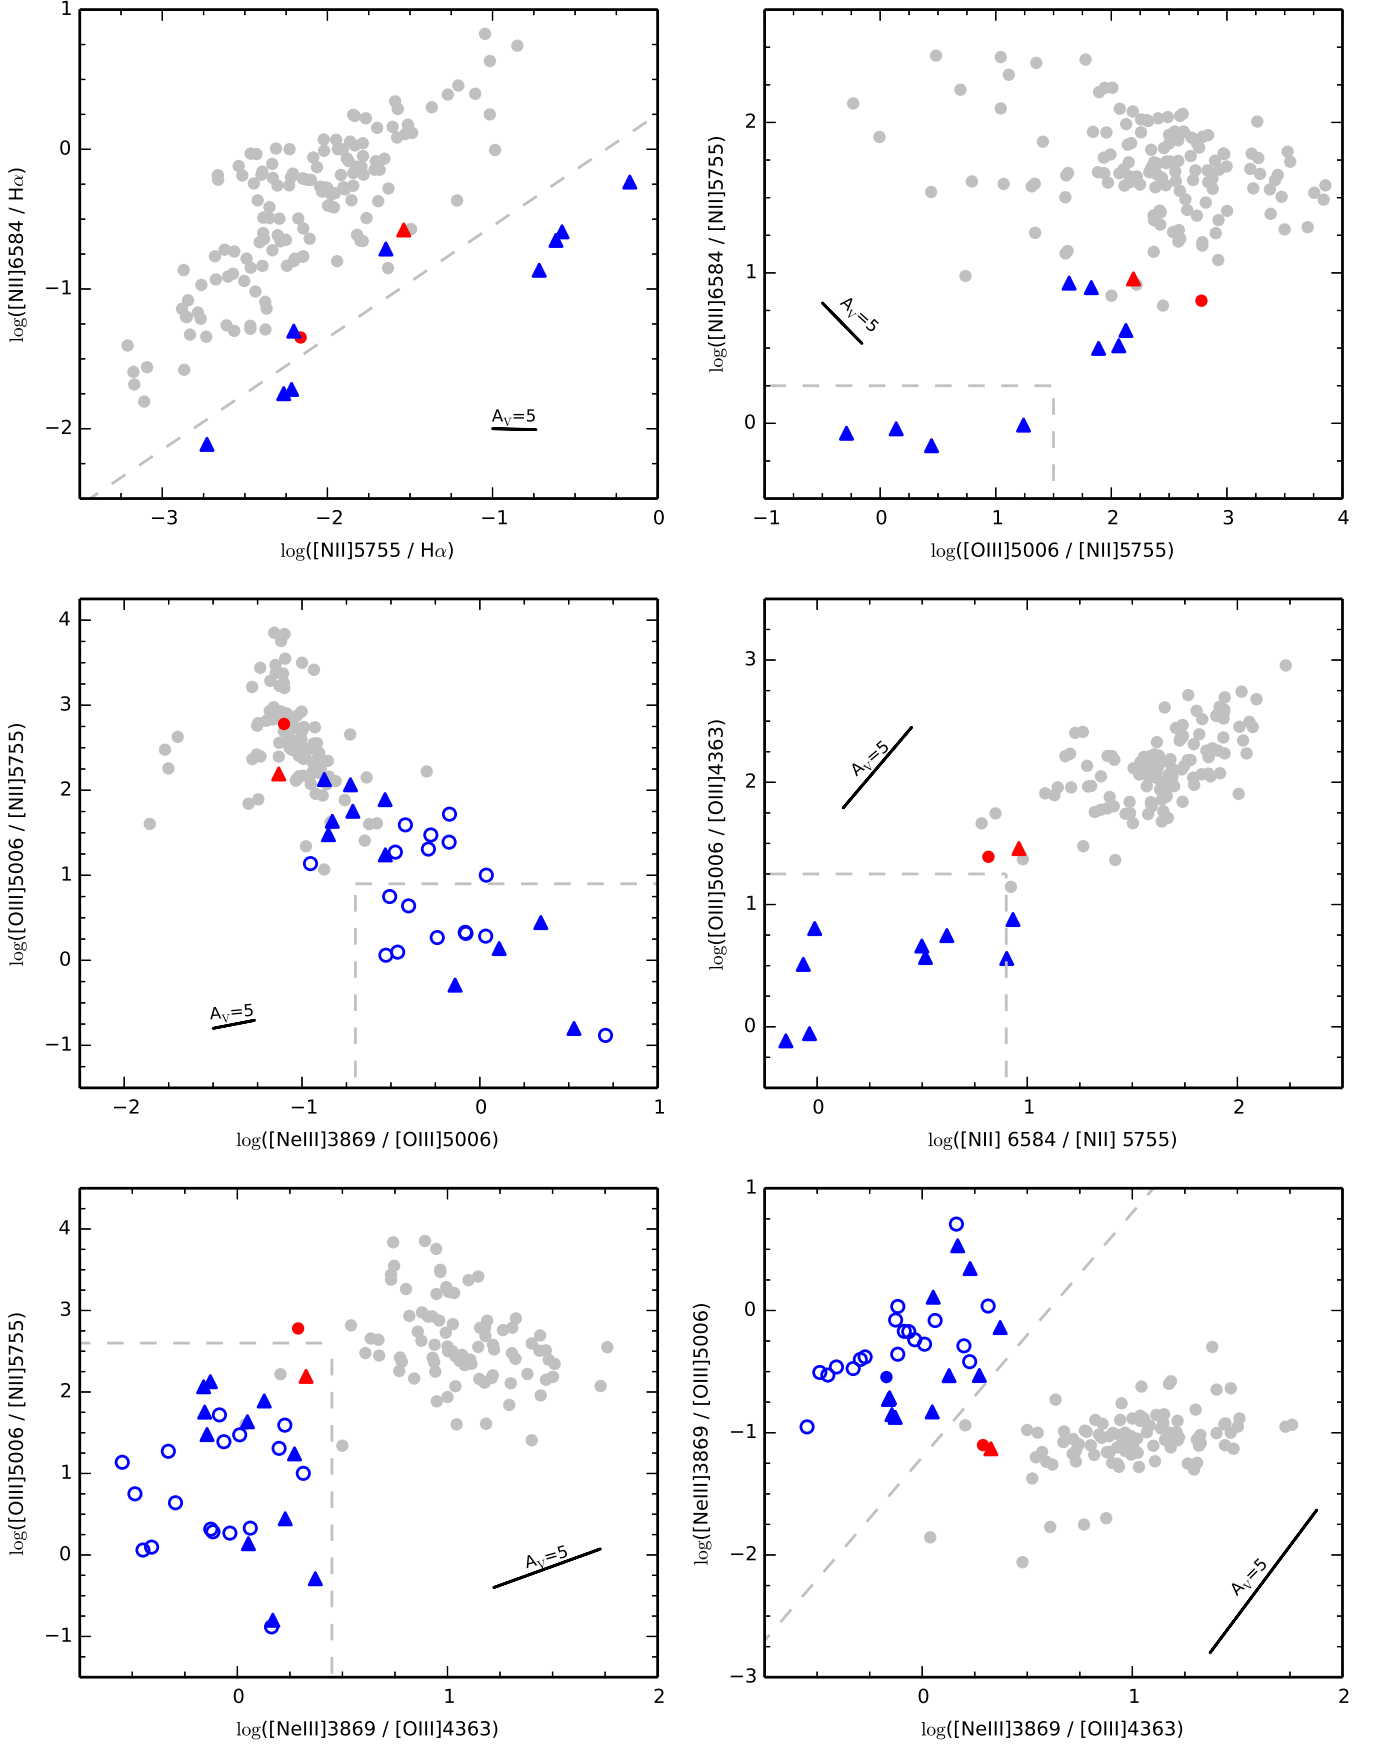 1
0
−1
−2
log([NII]6584 / Hα)
A_V=5
−3
−2
−1
0
log([NII]5755 / Hα)
2
1
0
log([NII]6584 / [NII]5755)
A_V=5
−1
0
1
2
3
4
log([OIII]5006 / [NII]5755)
4
3
2
1
0
−1
log([OIII]5006 / [NII]5755)
A_V=5
−2
−1
0
1
log([NeIII]3869 / [OIII]5006)
3
2
1
0
log([OIII]5006 / [OIII]4363)
A_V=5
0
1
2
log([NII] 6584 / [NII] 5755)
4
3
2
1
0
−1
log([OIII]5006 / [NII]5755)
A_V=5
0
1
2
log([NeIII]3869 / [OIII]4363)
1
0
−1
−2
−3
log([NeIII]3869 / [OIII]5006)
A_V=5
0
1
2
log([NeIII]3869 / [OIII]4363)